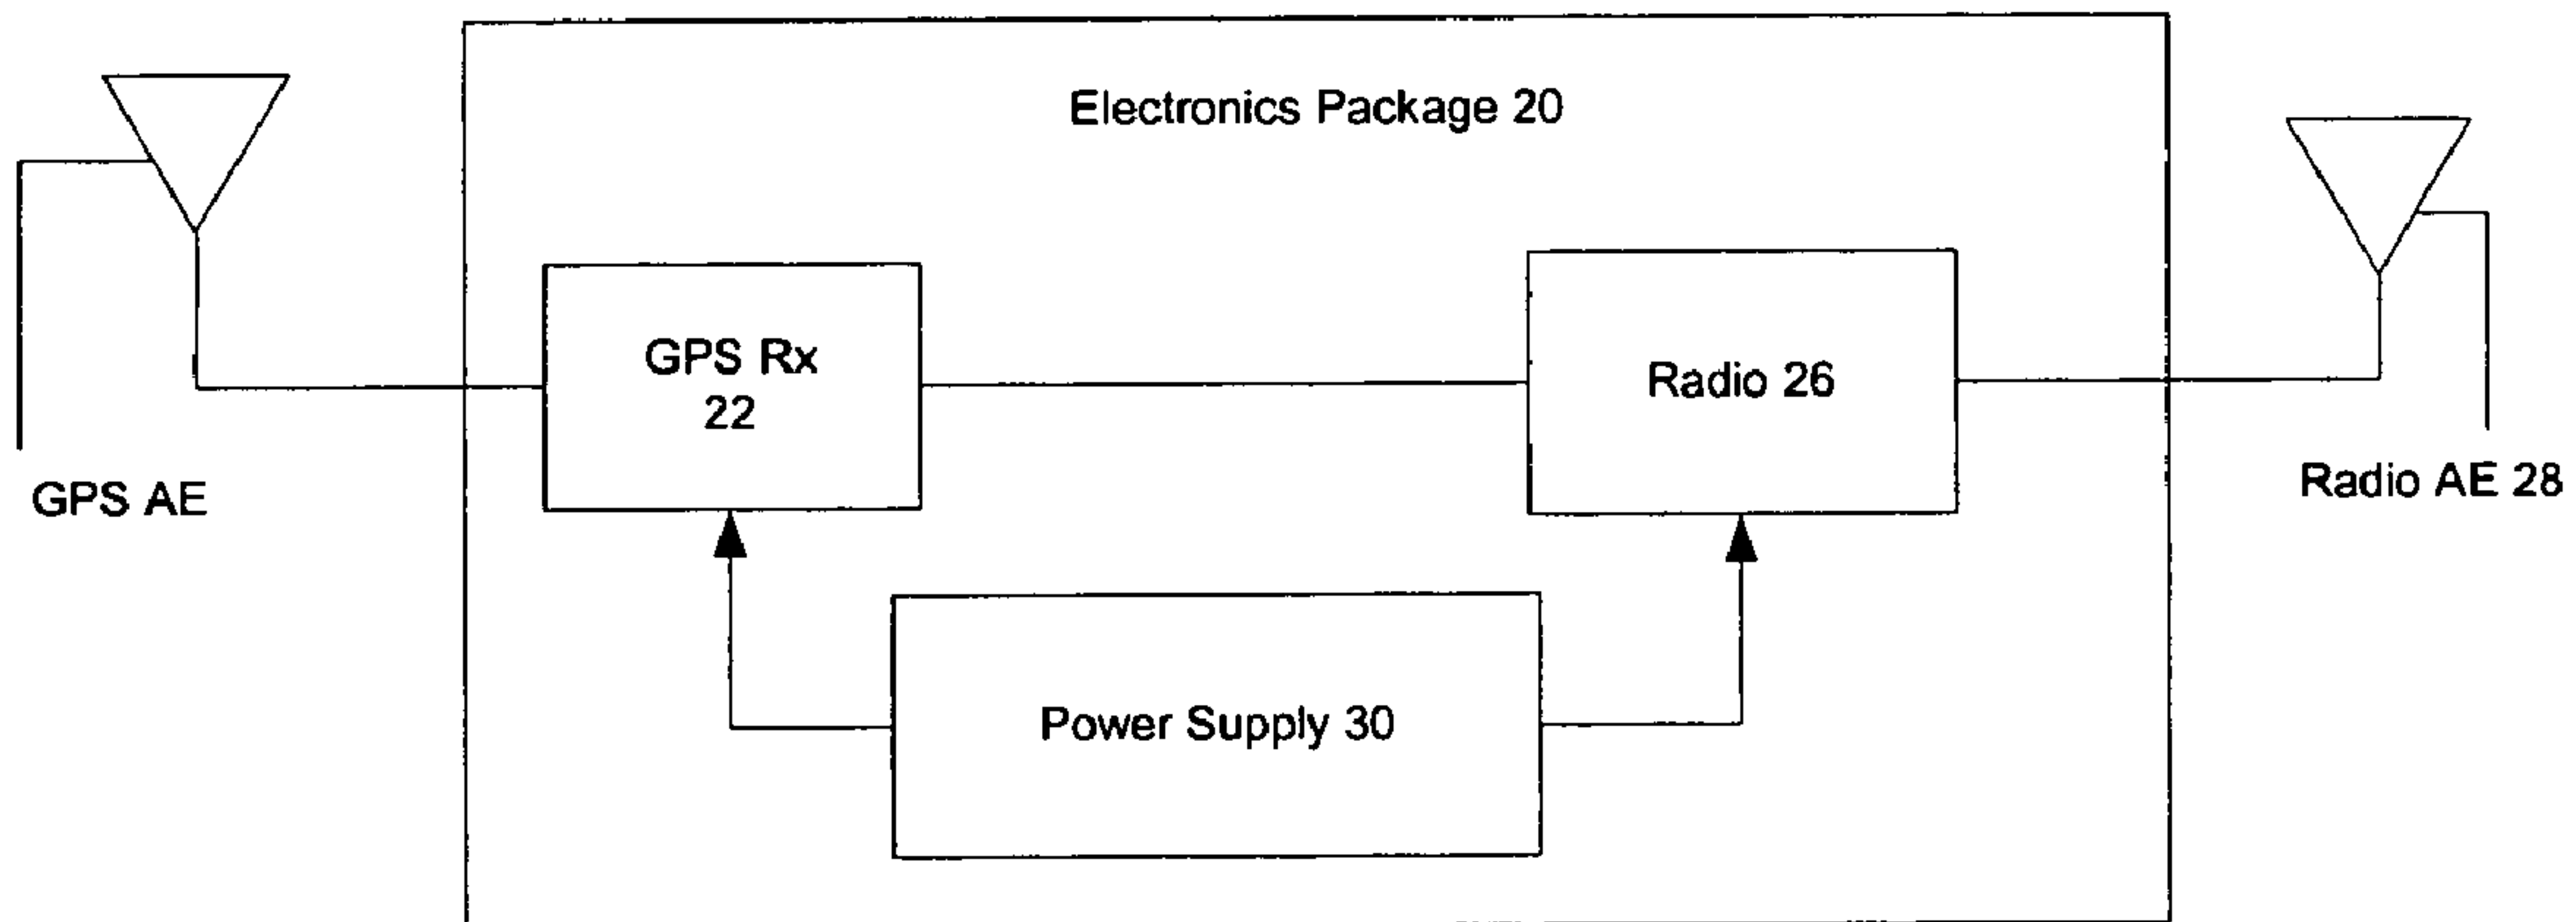 Electronics Package 20
GPS Rx
22
Radio 26
GPS AE
Radio AE 28
Power Supply 30